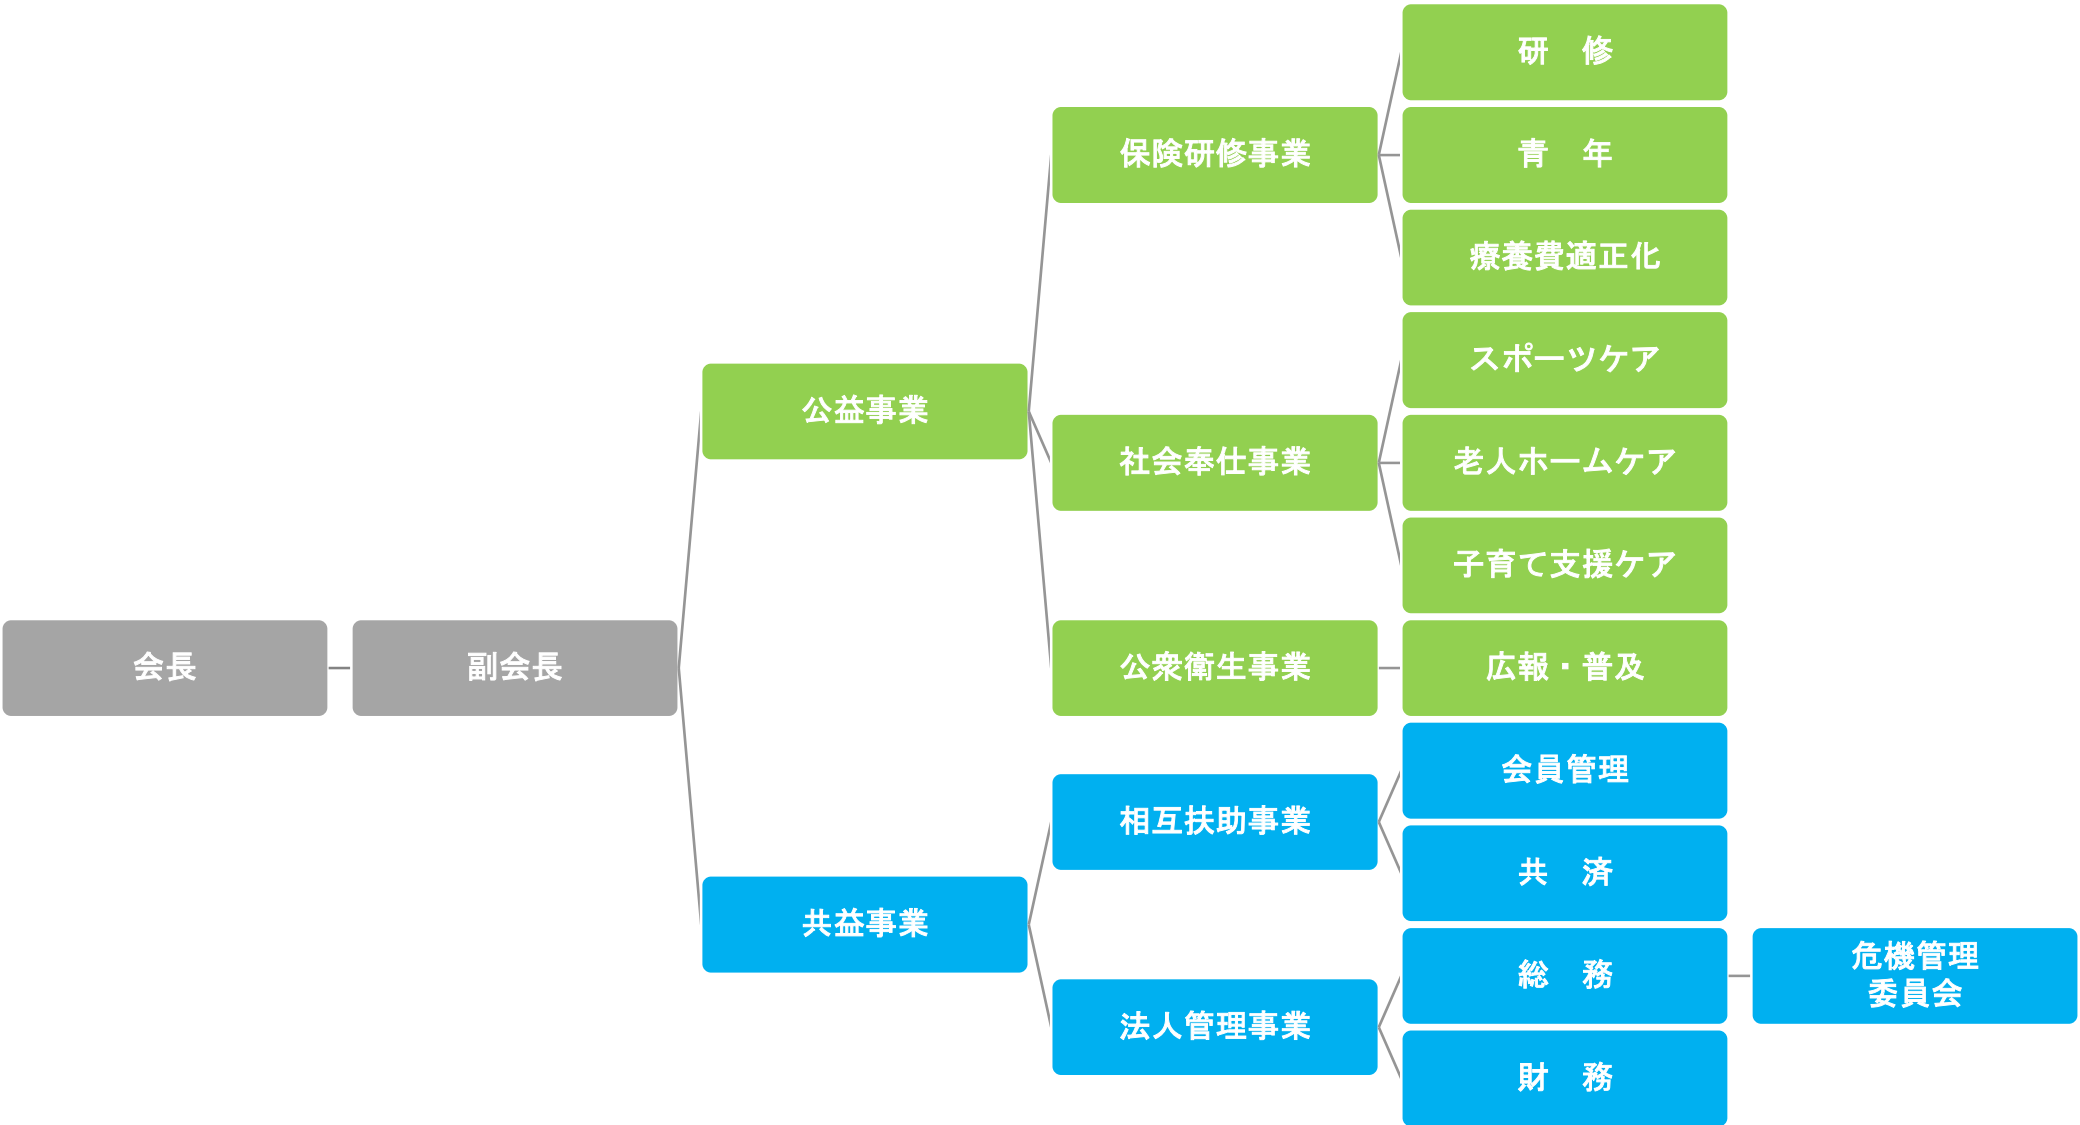 会長
副会長
公益事業
保険研修事業
研　修
青　年
療養費適正化
社会奉仕事業
スポーツケア
老人ホームケア
子育て支援ケア
公衆衛生事業
広報・普及
共益事業
相互扶助事業
会員管理
共　済
法人管理事業
総　務
危機管理
委員会
財　務